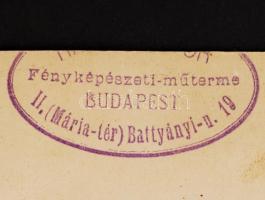 Fényképészeti-műterme
BUDAPEST
II, (Mária-tér) Battyányi-u. 19